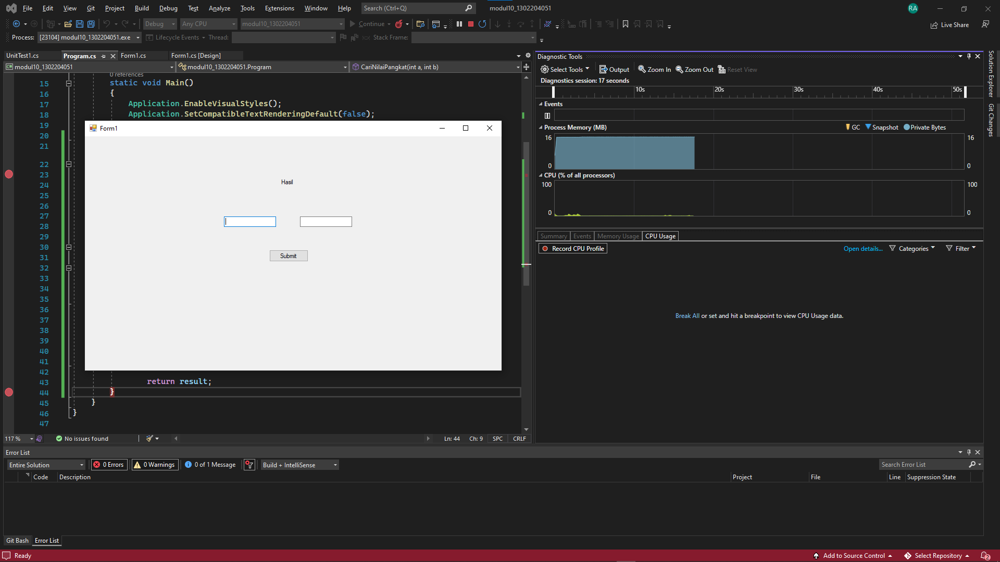 File Edit View Git Project Build Debug Test Analyze Tools Extensions Window Help Search (Ctrl+Q) modul10_1302204051 RA
Debug Any CPU modul10_1302204051 Continue Live Share
Process: [23104] modul10_1302204051.exe Lifecycle Events Thread: Stack Frame:
UnitTest1.cs Program.cs Form1.cs Form1.cs [Design]
modul10_1302204051 modul10_1302204051.Program CariNilaiPangkat(int a, int b)
0 references
15 static void Main()
16 {
17 Application.EnableVisualStyles();
18 Application.SetCompatibleTextRenderingDefault(false);
19
20
21
22
23
24
25
26
27
28
29
30
31
32
33
34
35
36
37
38
39
40
41
42
43 return result;
44 }
45 }
46 }
47
Form1
Hasil
Submit
117 % No issues found Ln: 44 Ch: 9 SPC CRLF
Diagnostic Tools
Select Tools Output Zoom In Zoom Out Reset View
Diagnostics session: 17 seconds
10s 20s 30s 40s 50s
Events
Process Memory (MB) GC Snapshot Private Bytes
16 16
0 0
CPU (% of all processors)
100 100
0 0
Summary Events Memory Usage CPU Usage
Record CPU Profile Open details... Categories Filter
Break All or set and hit a breakpoint to view CPU Usage data.
Solution Explorer
Git Changes
Error List
Entire Solution 0 Errors 0 Warnings 0 of 1 Message Build + IntelliSense Search Error List
Code Description Project File Line Suppression State
Git Bash Error List
Ready Add to Source Control Select Repository 2